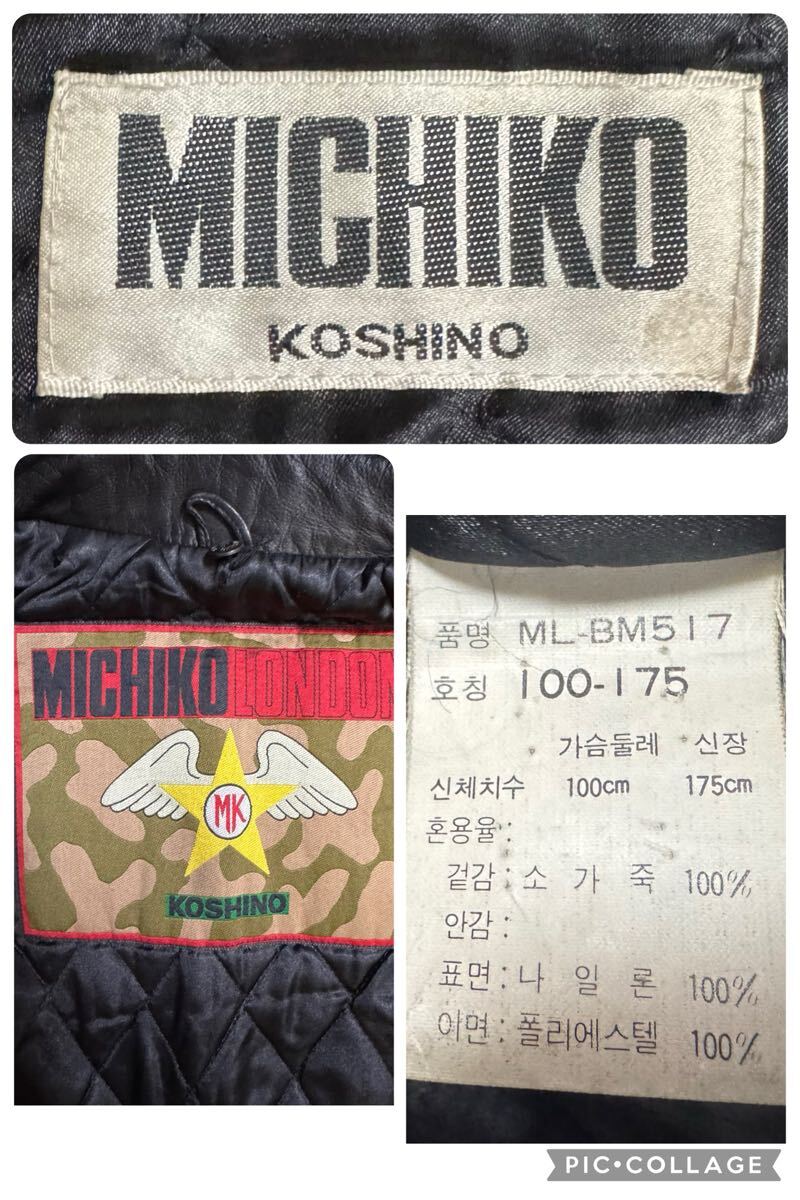 MICHIKO
KOSHINO
MICHIKO LONDON
MK
KOSHINO
품명 ML-BM517
호칭 100-175
가슴둘레 신장
신체치수 100cm 175cm
혼용율:
겉감: 소 가 죽 100%
안감:
표면: 나 일 론 100%
이면: 폴리에스텔 100%
PIC•COLLAGE